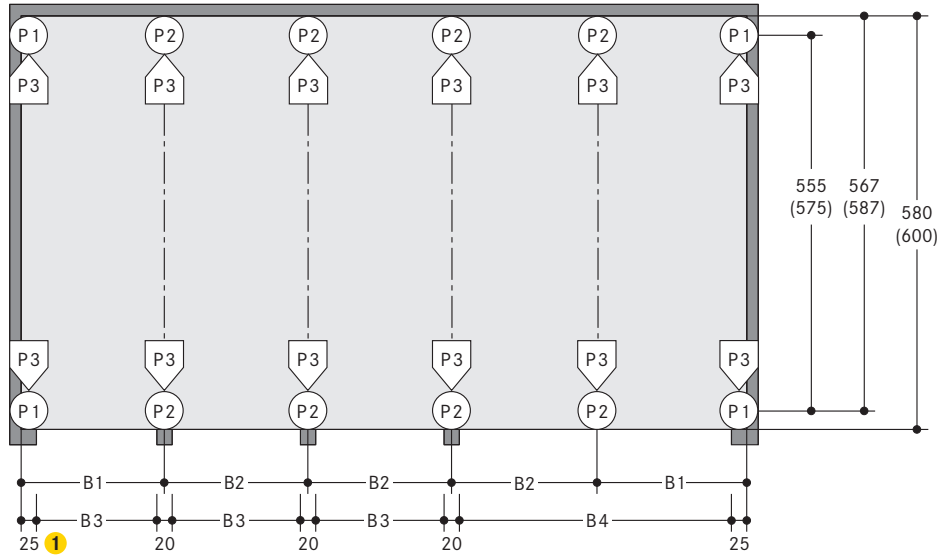 P1 P2 P2 P2 P2 P1
P3 P3 P3 P3 P3 P3
555 567 580
(575) (587) (600)
P3 P3 P3 P3 P3 P3
P1 P2 P2 P2 P2 P1
B1 B2 B2 B2 B1
B3 B3 B3 B4
25 1 20 20 20 25